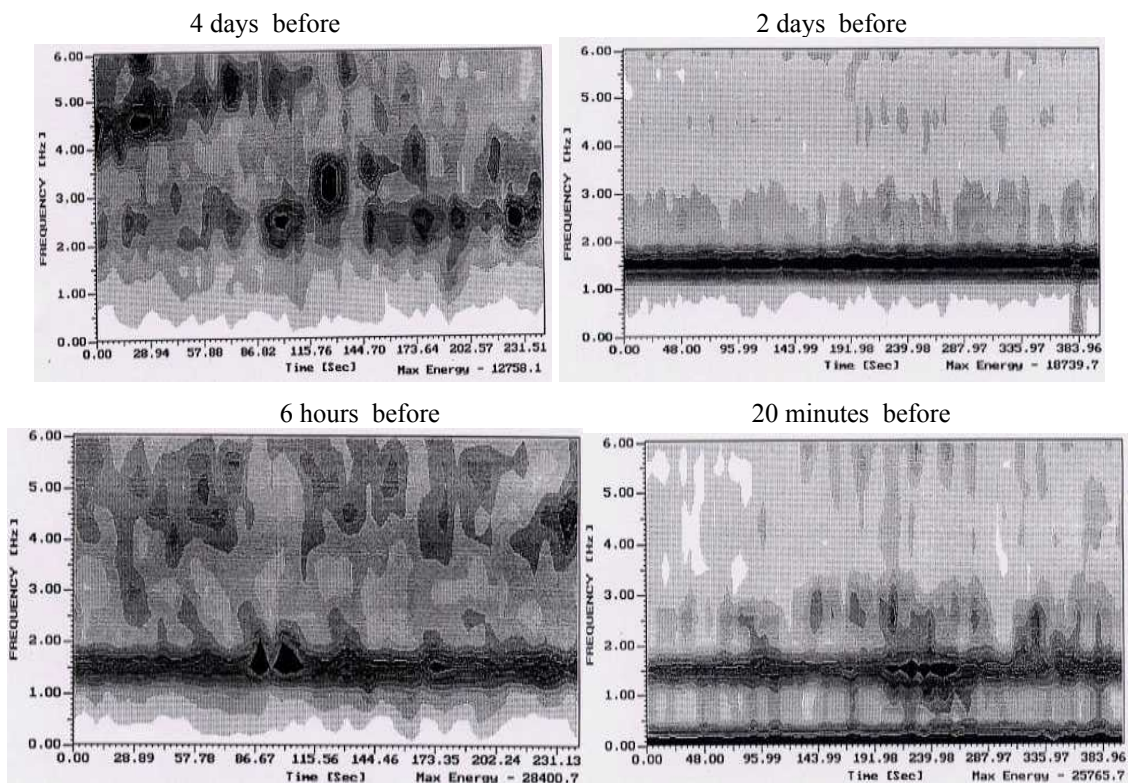 4 days before
2 days before
6.00
5.00
4.00
3.00
2.00
1.00
0.00
FREQUENCY [Hz]
0.00 28.94 57.88 86.82 115.76 144.70 173.64 202.57 231.51
Time [Sec] Max Energy - 12758.1
6.00
5.00
4.00
3.00
2.00
1.00
0.00
FREQUENCY [Hz]
0.00 48.00 95.99 143.99 191.98 239.98 287.97 335.97 383.96
Time [Sec] Max Energy - 18739.7
6 hours before
20 minutes before
6.00
5.00
4.00
3.00
2.00
1.00
0.00
FREQUENCY [Hz]
0.00 28.89 57.78 86.67 115.56 144.46 173.35 202.24 231.13
Time [Sec] Max Energy - 28400.7
6.00
5.00
4.00
3.00
2.00
1.00
0.00
FREQUENCY [Hz]
0.00 48.00 95.99 143.99 191.98 239.98 287.97 335.97 383.96
Time [Sec] Max Energy - 25765.7